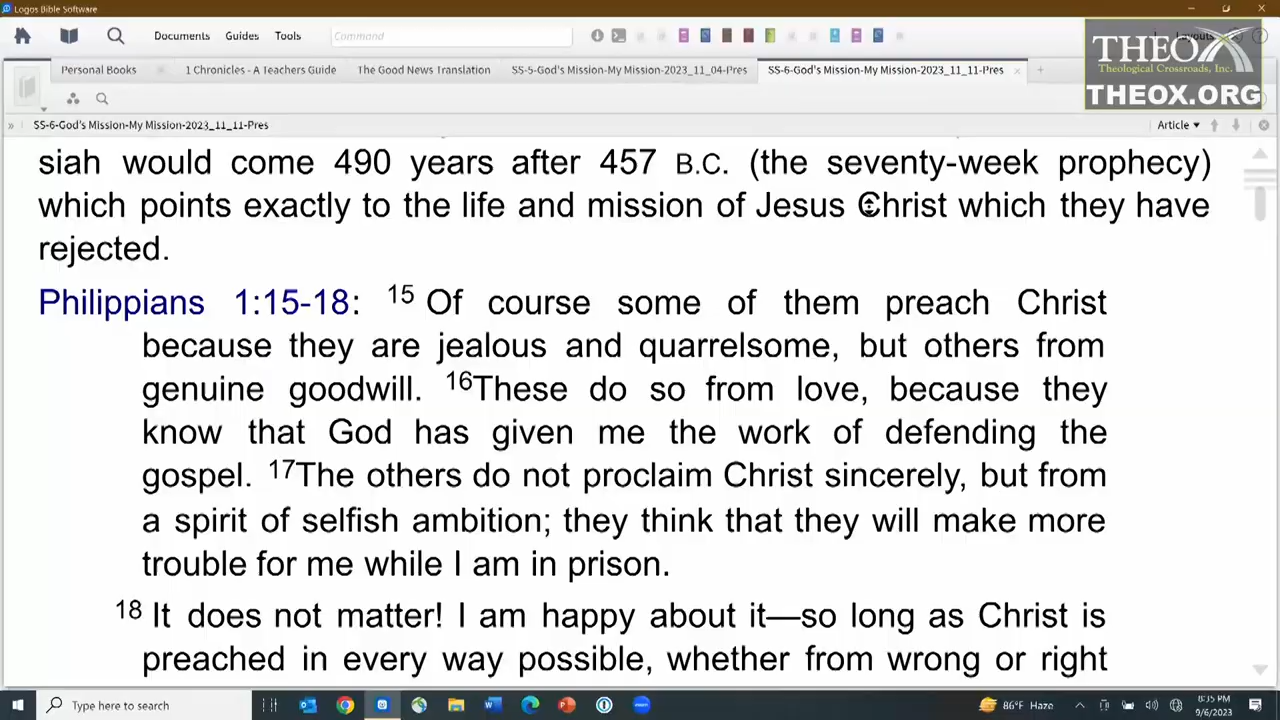 Logos Bible Software
Documents Guides Tools Command Layouts
THEOX
Theological Crossroads, Inc.
THEOX.ORG
Personal Books 1 Chronicles - A Teachers Guide The Good News Devotionism SS-5-God's Mission-My Mission-2023_11_04-Pres SS-6-God's Mission-My Mission-2023_11_11-Pres
SS-6-God's Mission-My Mission-2023_11_11-Pres Article
siah would come 490 years after 457 B.C. (the seventy-week prophecy)
which points exactly to the life and mission of Jesus Christ which they have
rejected.
Philippians 1:15-18: 15 Of course some of them preach Christ
because they are jealous and quarrelsome, but others from
genuine goodwill. 16These do so from love, because they
know that God has given me the work of defending the
gospel. 17The others do not proclaim Christ sincerely, but from
a spirit of selfish ambition; they think that they will make more
trouble for me while I am in prison.
18 It does not matter! I am happy about it—so long as Christ is
preached in every way possible, whether from wrong or right
Type here to search 86°F Haze 8:35 PM
9/6/2023